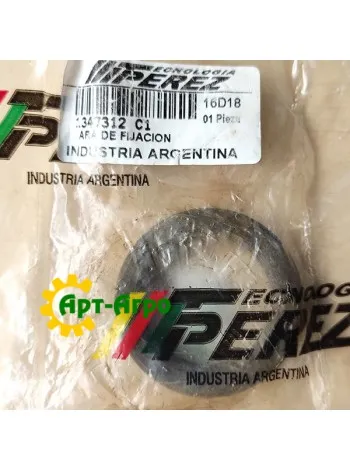 TECNOLOGIA
PEREZ
1347312 C1
16D18
01 Pieza
ARA DE FIJACION
INDUSTRIA ARGENTINA
INDUSTRIA ARGENTINA
Арт-Агро
TECNOLOG
PEREZ
INDUSTRIA ARGENTINA